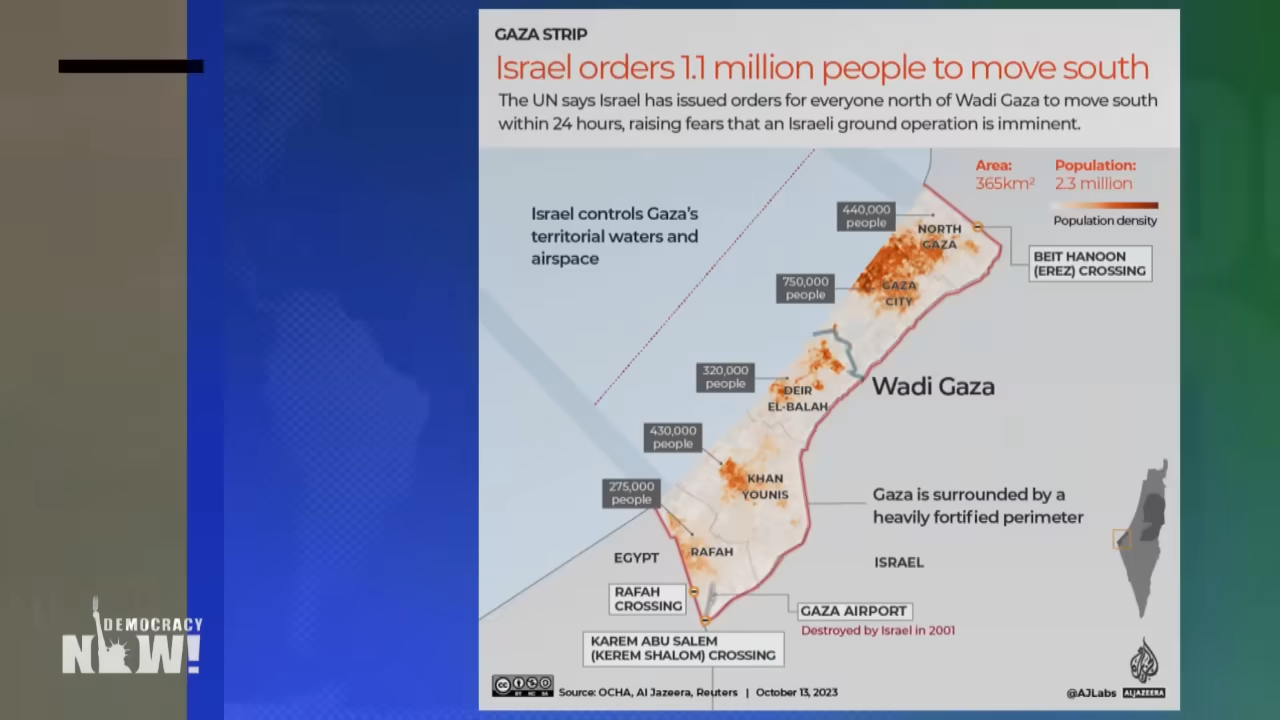 GAZA STRIP
Israel orders 1.1 million people to move south
The UN says Israel has issued orders for everyone north of Wadi Gaza to move south
within 24 hours, raising fears that an Israeli ground operation is imminent.
Area:
365km²
Population:
2.3 million
Population density
Israel controls Gaza's
territorial waters and
airspace
440,000
people
NORTH
GAZA
BEIT HANOON
(EREZ) CROSSING
750,000
people
GAZA
CITY
320,000
people
DEIR
EL-BALAH
Wadi Gaza
430,000
people
KHAN
YOUNIS
275,000
people
Gaza is surrounded by a
heavily fortified perimeter
EGYPT
RAFAH
ISRAEL
RAFAH
CROSSING
GAZA AIRPORT
Destroyed by Israel in 2001
KAREM ABU SALEM
(KEREM SHALOM) CROSSING
DEMOCRACY
NOW!
cc BY NC SA
Source: OCHA, Al Jazeera, Reuters | October 13, 2023
@AJLabs
ALJAZEERA